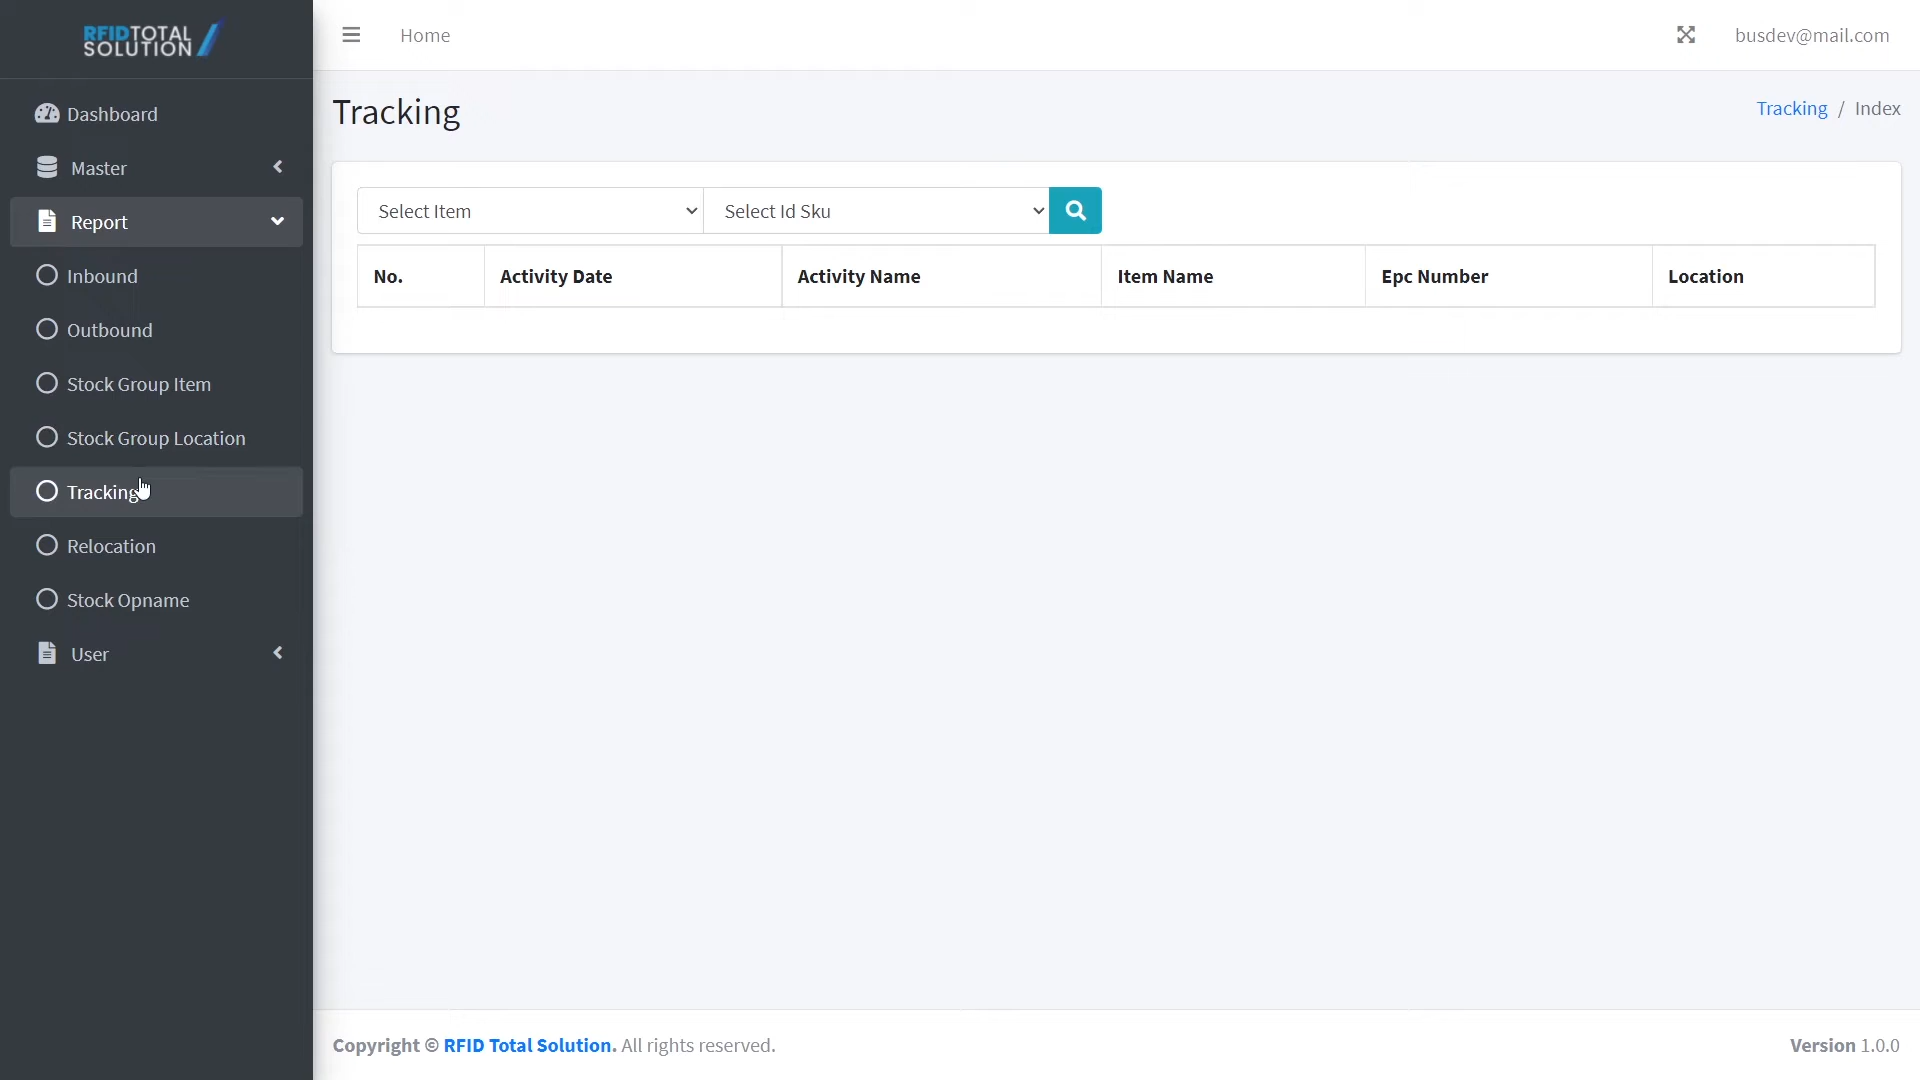 RFIDTOTAL
SOLUTION
Home
busdev@mail.com
Dashboard
Master
Report
Inbound
Outbound
Stock Group Item
Stock Group Location
Tracking
Relocation
Stock Opname
User
Tracking
Tracking / Index
Select Item
Select Id Sku
No. Activity Date Activity Name Item Name Epc Number Location
Copyright © RFID Total Solution. All rights reserved.
Version 1.0.0